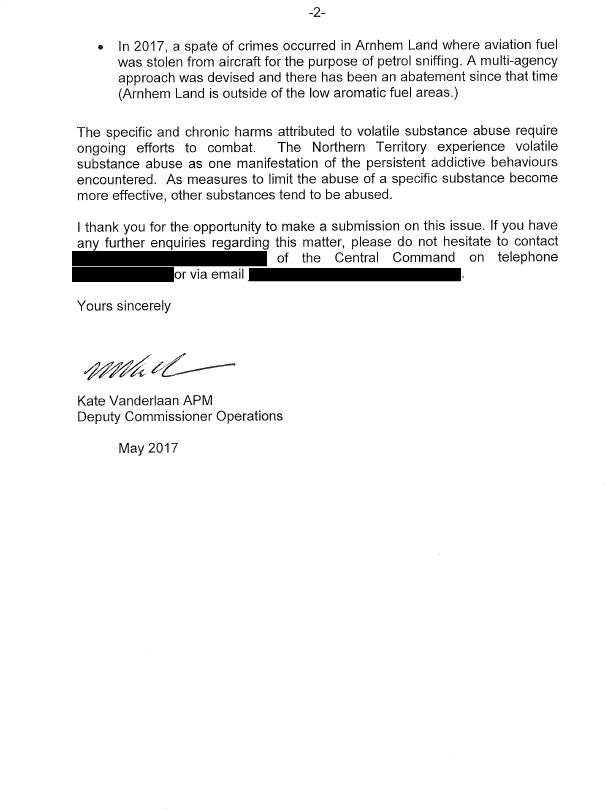 -2-
• In 2017, a spate of crimes occurred in Arnhem Land where aviation fuel
was stolen from aircraft for the purpose of petrol sniffing. A multi-agency
approach was devised and there has been an abatement since that time
(Arnhem Land is outside of the low aromatic fuel areas.)
The specific and chronic harms attributed to volatile substance abuse require
ongoing efforts to combat. The Northern Territory experience volatile
substance abuse as one manifestation of the persistent addictive behaviours
encountered. As measures to limit the abuse of a specific substance become
more effective, other substances tend to be abused.
I thank you for the opportunity to make a submission on this issue. If you have
any further enquiries regarding this matter, please do not hesitate to contact
of the Central Command on telephone
or via email .
Yours sincerely
Kate Vanderlaan APM
Deputy Commissioner Operations
May 2017